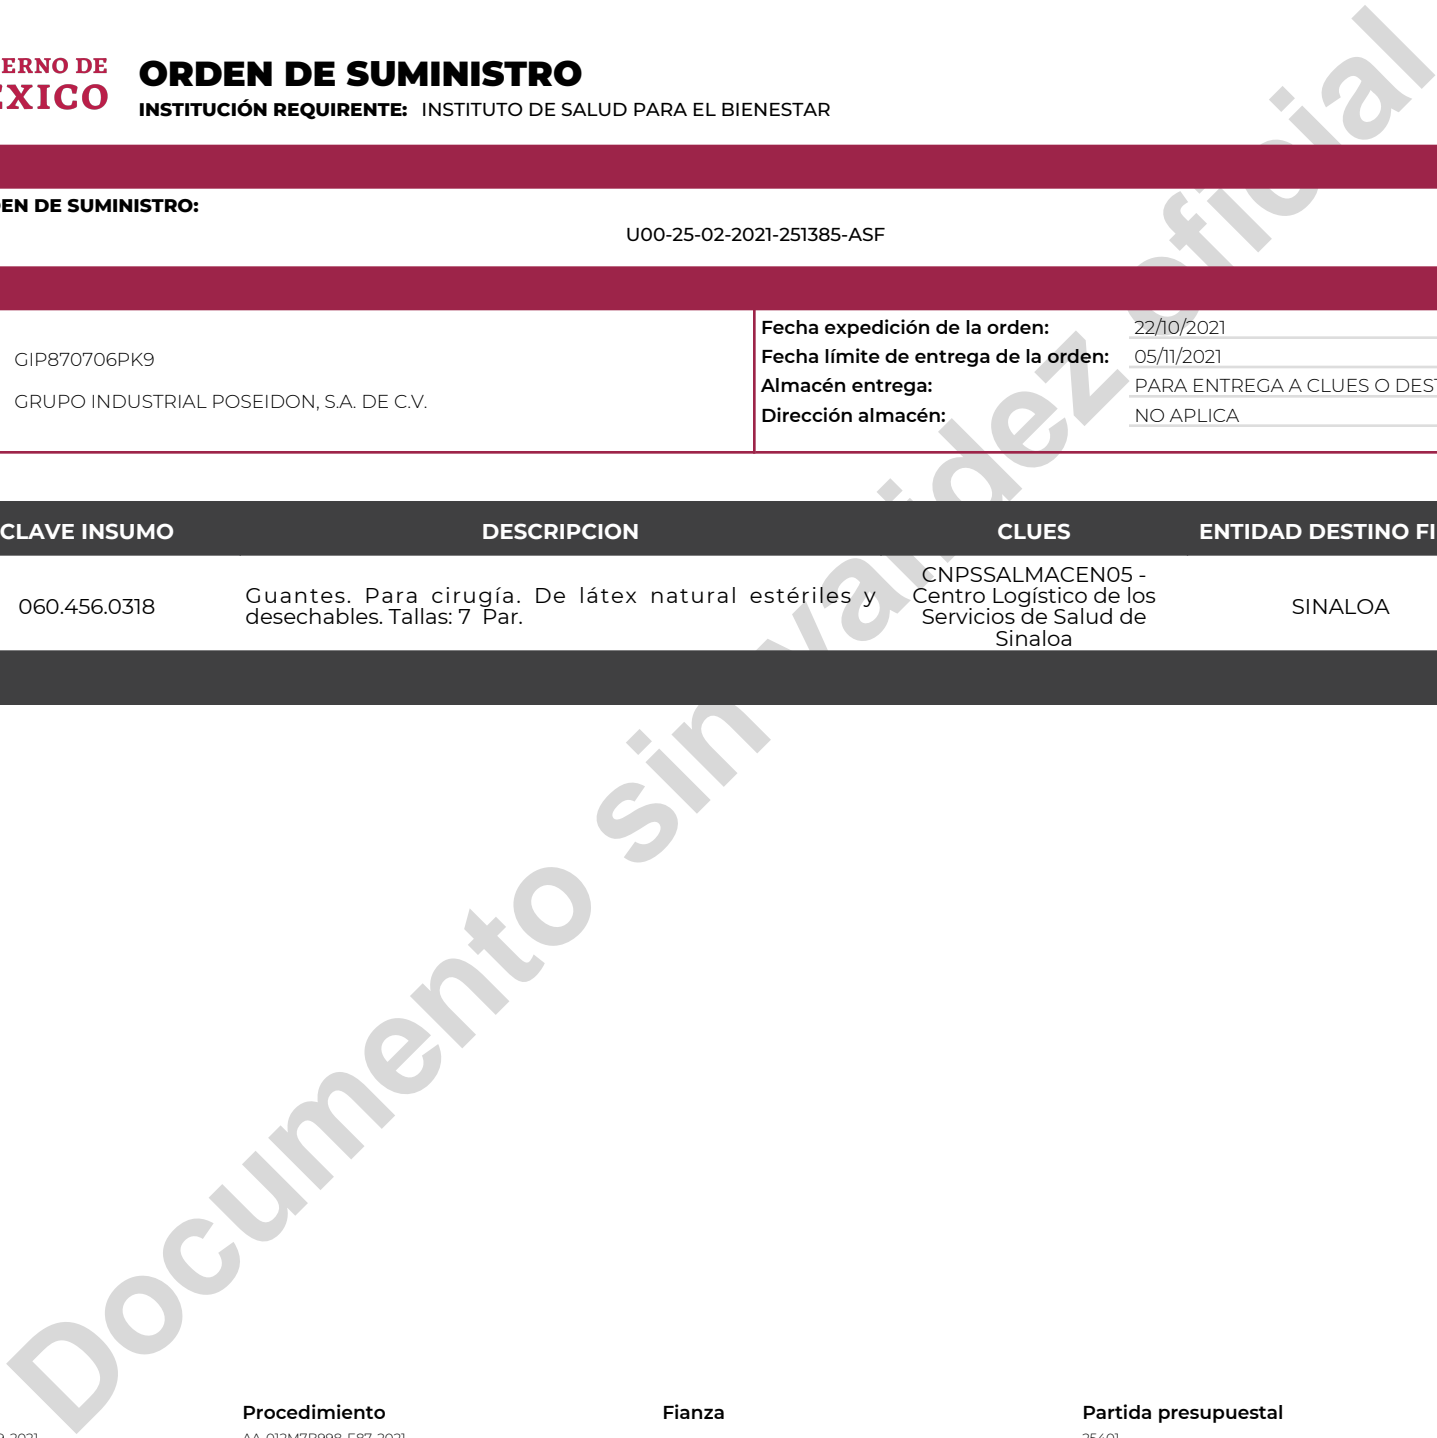 ERNO DE
EXICO
ORDEN DE SUMINISTRO
INSTITUCIÓN REQUIRENTE: INSTITUTO DE SALUD PARA EL BIENESTAR
EN DE SUMINISTRO:
U00-25-02-2021-251385-ASF
GIP870706PK9
GRUPO INDUSTRIAL POSEIDON, S.A. DE C.V.
Fecha expedición de la orden: 22/10/2021
Fecha límite de entrega de la orden: 05/11/2021
Almacén entrega: PARA ENTREGA A CLUES O DEST
Dirección almacén: NO APLICA
CLAVE INSUMO DESCRIPCION CLUES ENTIDAD DESTINO FI
060.456.0318
Guantes. Para cirugía. De látex natural estériles y
desechables. Tallas: 7 Par.
CNPSSALMACEN05 -
Centro Logístico de los
Servicios de Salud de
Sinaloa
SINALOA
Documento sin validez oficial
Procedimiento Fianza Partida presupuestal